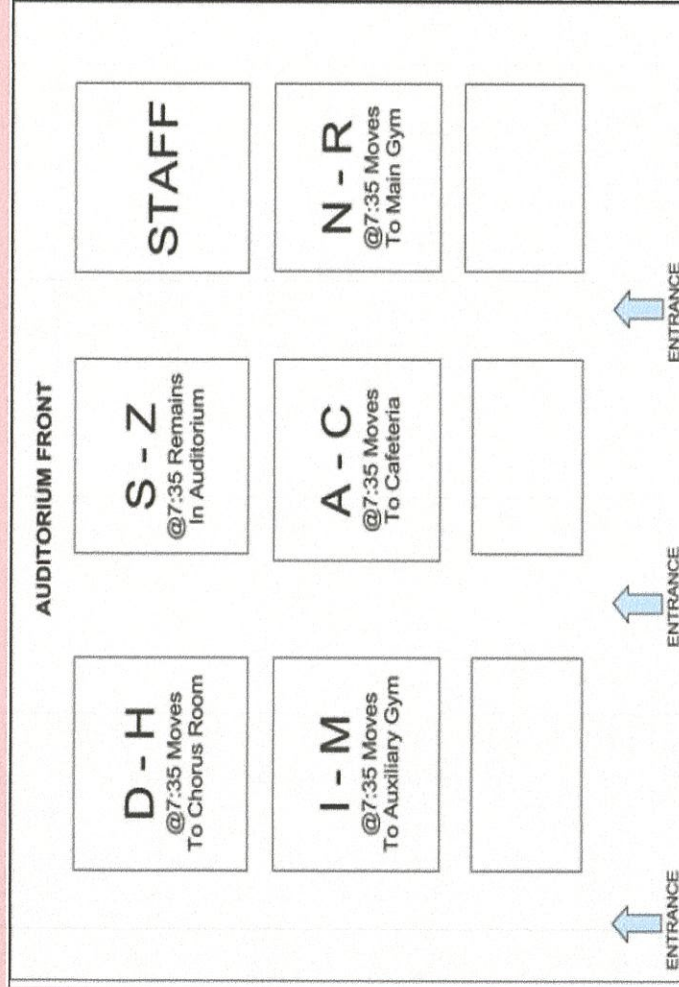 AUDITORIUM FRONT
D - H
@7:35 Moves
To Chorus Room
S - Z
@7:35 Remains
In Auditorium
STAFF
I - M
@7:35 Moves
To Auxiliary Gym
A - C
@7:35 Moves
To Cafeteria
N - R
@7:35 Moves
To Main Gym
ENTRANCE
ENTRANCE
ENTRANCE